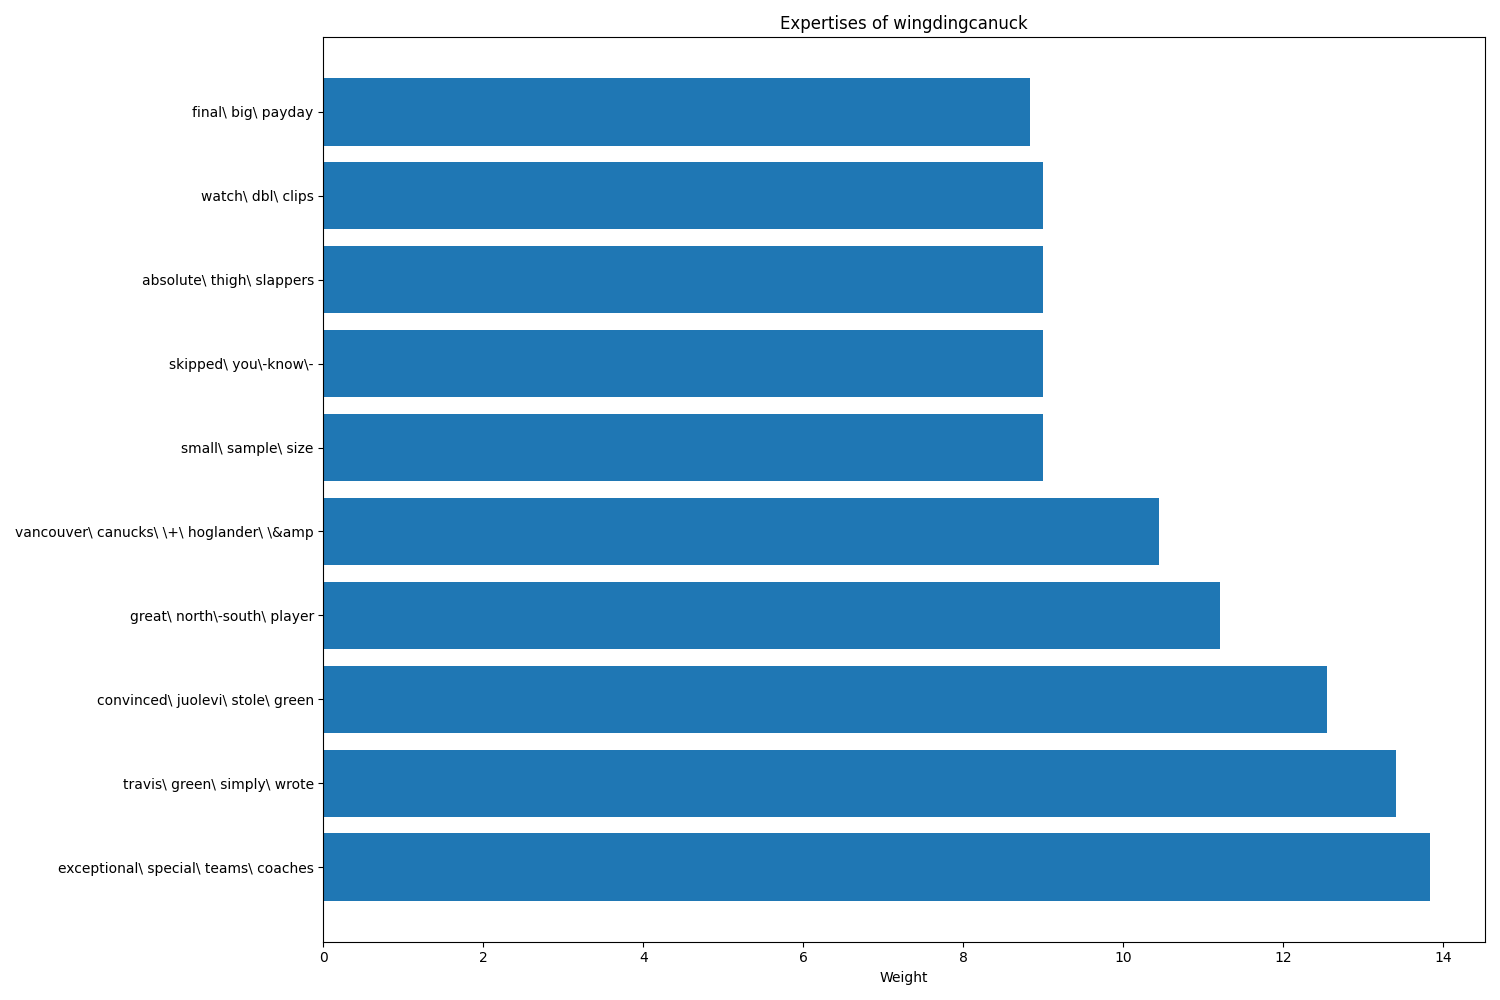 Expertises of wingdingcanuck
final\ big\ payday
watch\ dbl\ clips
absolute\ thigh\ slappers
skipped\ you\-know\-
small\ sample\ size
vancouver\ canucks\ \+\ hoglander\ \&amp
great\ north\-south\ player
convinced\ juolevi\ stole\ green
travis\ green\ simply\ wrote
exceptional\ special\ teams\ coaches
0 2 4 6 8 10 12 14
Weight